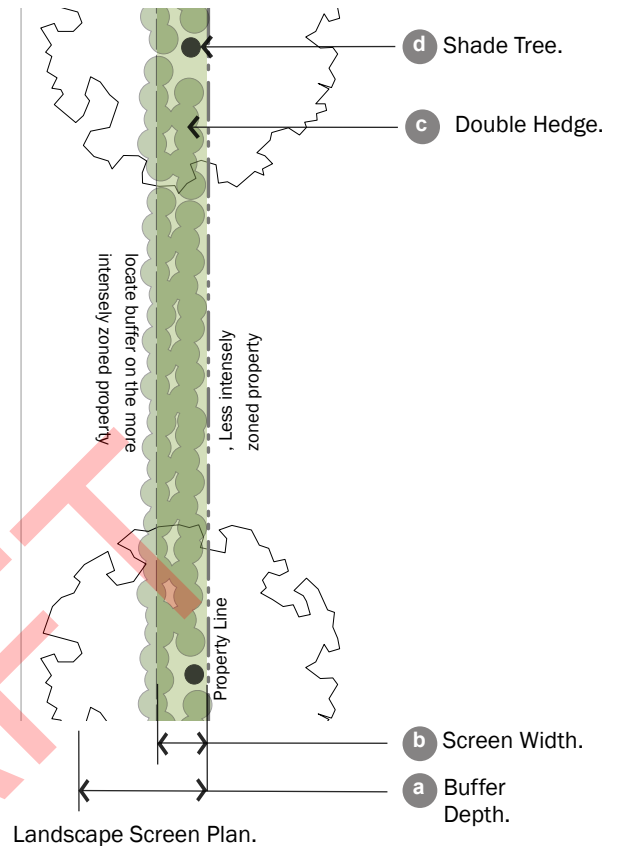 d Shade Tree.
c Double Hedge.
locate buffer on the more
intensely zoned property
, Less intensely
zoned property
Property Line
b Screen Width.
a Buffer
Depth.
Landscape Screen Plan.